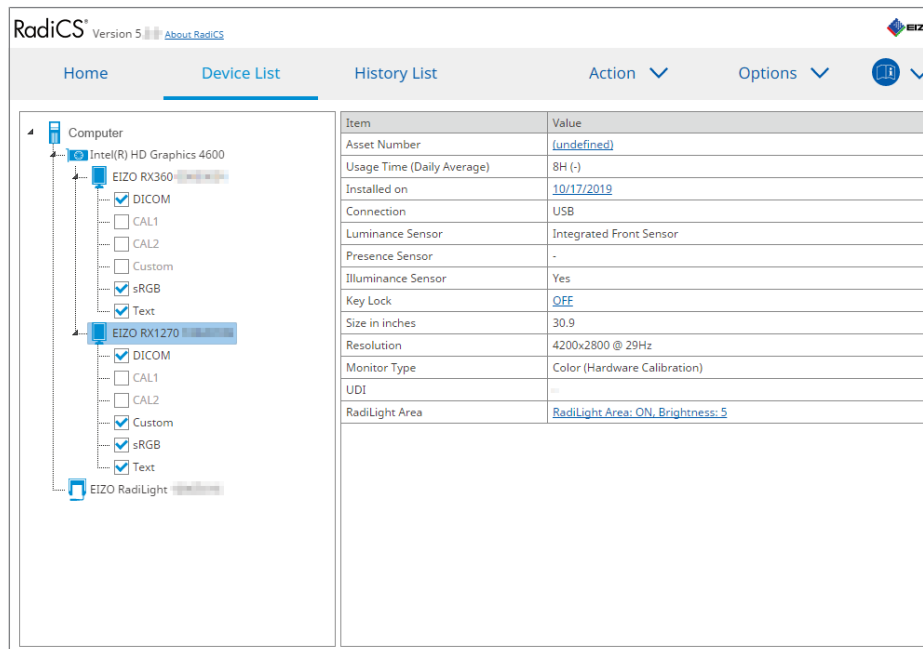 RadiCS® Version 5. About RadiCS EIZ
Home Device List History List Action Options
Computer
Intel(R) HD Graphics 4600
EIZO RX360
DICOM
CAL1
CAL2
Custom
sRGB
Text
EIZO RX1270
DICOM
CAL1
CAL2
Custom
sRGB
Text
EIZO RadiLight
Item Value
Asset Number (undefined)
Usage Time (Daily Average) 8H (-)
Installed on 10/17/2019
Connection USB
Luminance Sensor Integrated Front Sensor
Presence Sensor -
Illuminance Sensor Yes
Key Lock OFF
Size in inches 30.9
Resolution 4200x2800 @ 29Hz
Monitor Type Color (Hardware Calibration)
UDI
RadiLight Area RadiLight Area: ON, Brightness: 5